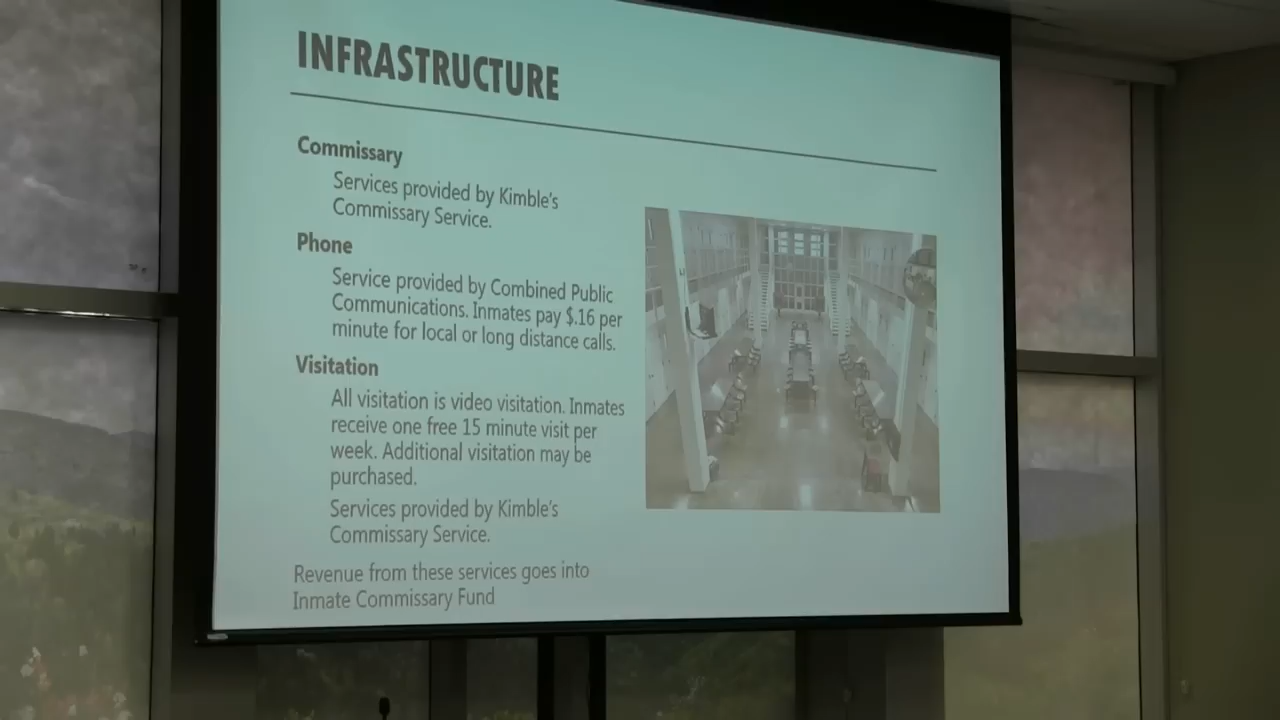 INFRASTRUCTURE
Commissary
Services provided by Kimble's
Commissary Service.
Phone
Service provided by Combined Public
Communications. Inmates pay $.16 per
minute for local or long distance calls.
Visitation
All visitation is video visitation. Inmates
receive one free 15 minute visit per
week. Additional visitation may be
purchased.
Services provided by Kimble's
Commissary Service.
Revenue from these services goes into
Inmate Commissary Fund